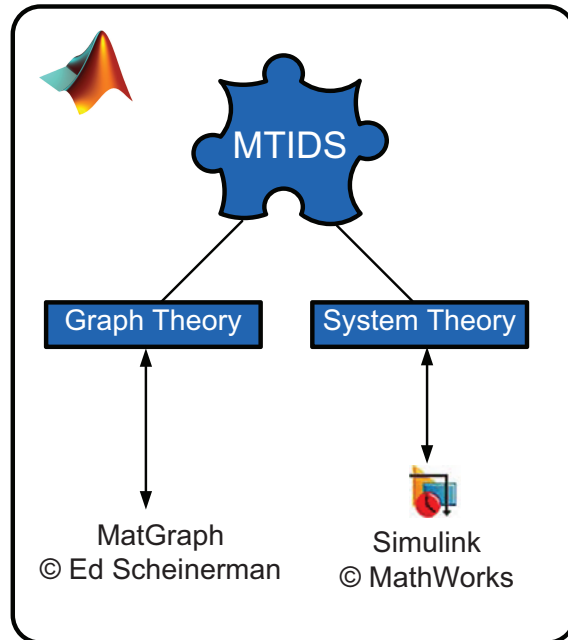 MTIDS
Graph Theory
System Theory
MatGraph
© Ed Scheinerman
Simulink
© MathWorks